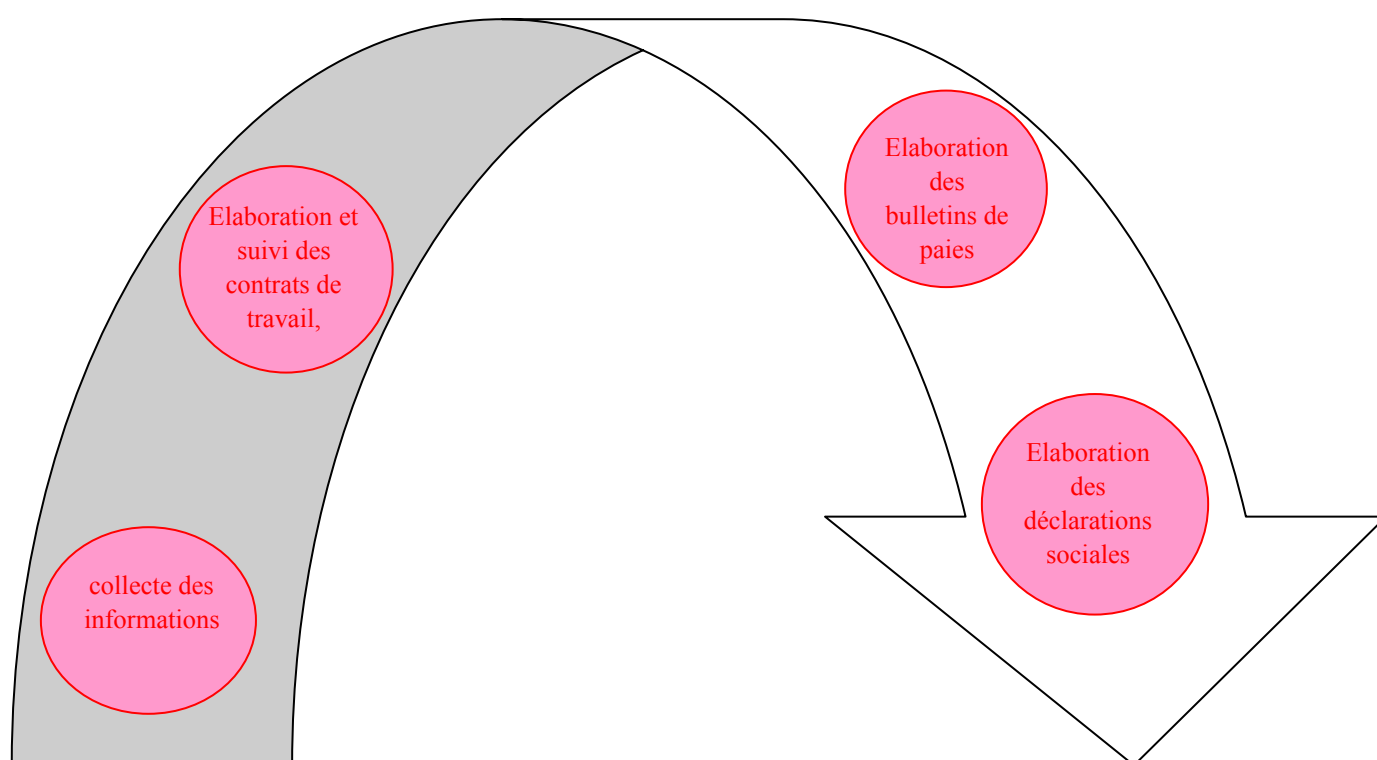 collecte des
informations
Elaboration et
suivi des
contrats de
travail,
Elaboration
des
bulletins de
paies
Elaboration
des
déclarations
sociales